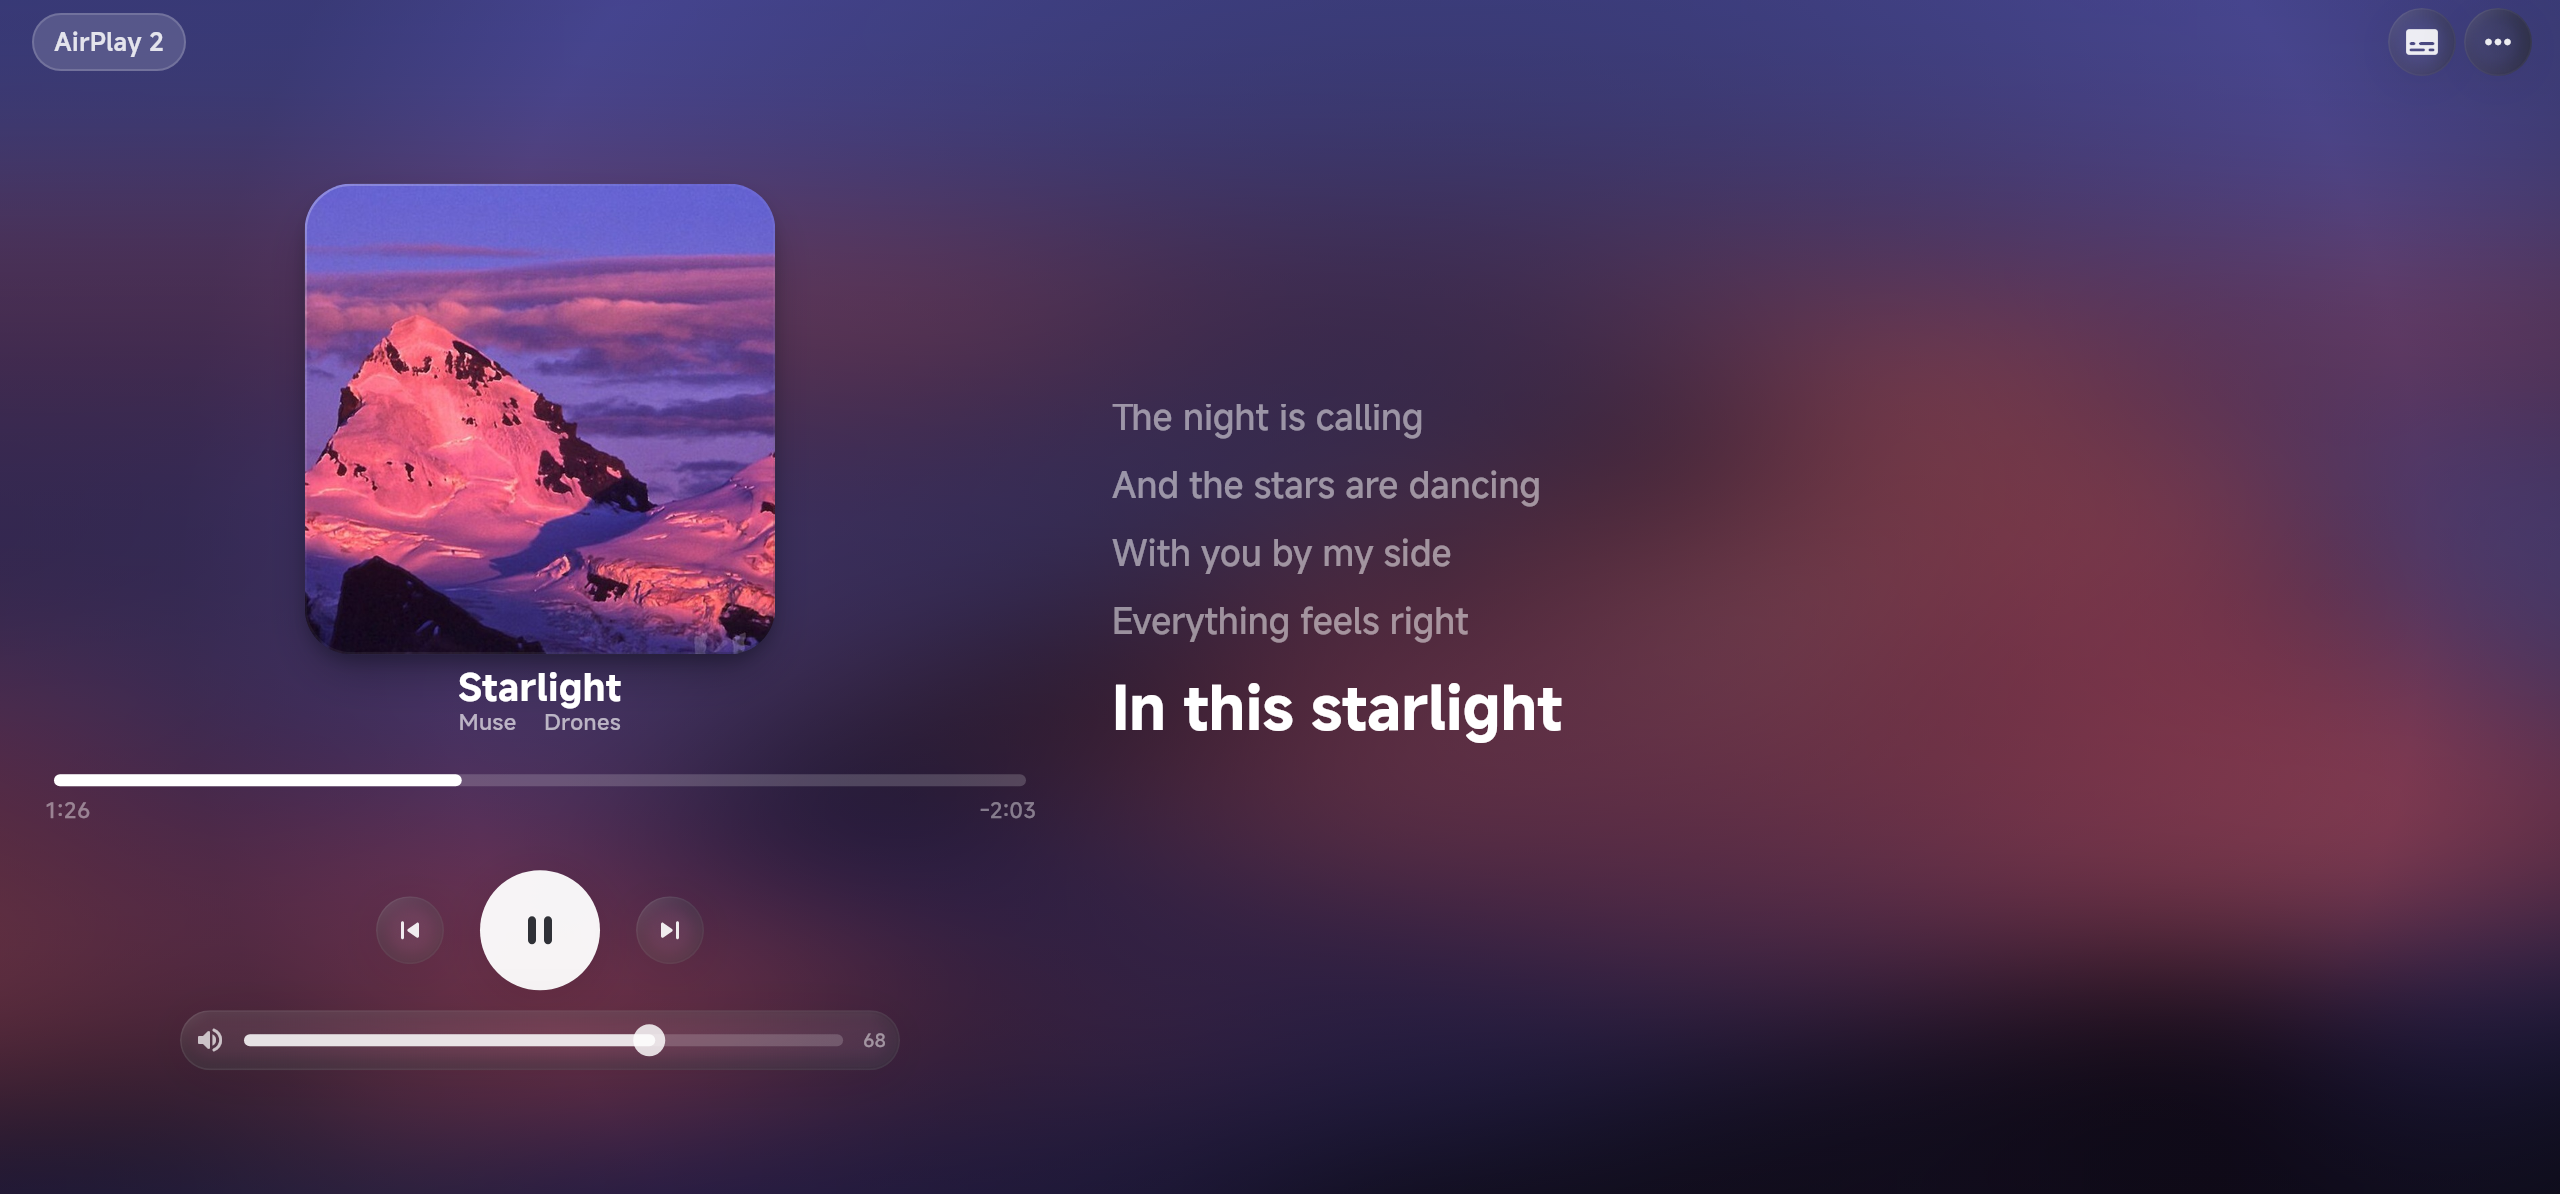 AirPlay 2
Starlight
Muse Drones
1:26
-2:03
68
The night is calling
And the stars are dancing
With you by my side
Everything feels right
In this starlight